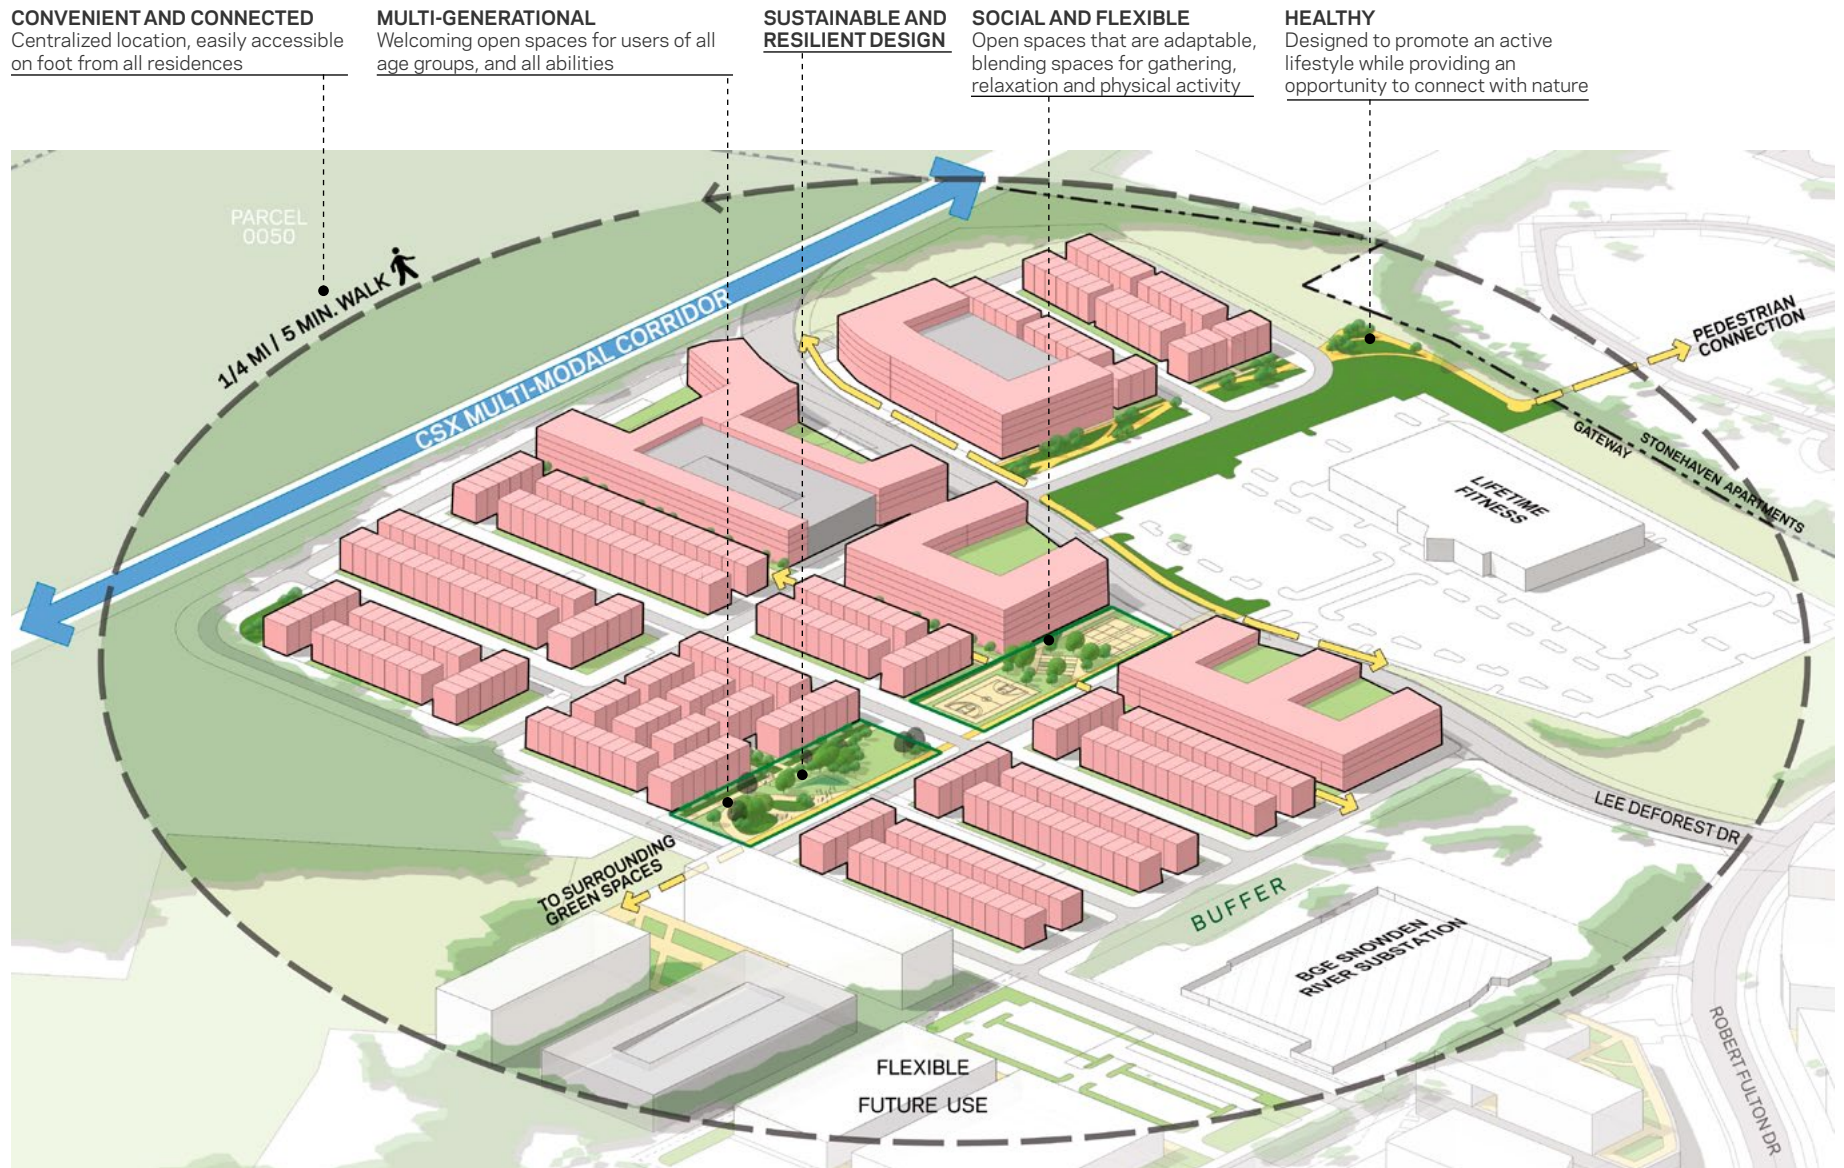 CONVENIENT AND CONNECTED
Centralized location, easily accessible
on foot from all residences
MULTI-GENERATIONAL
Welcoming open spaces for users of all
age groups, and all abilities
SUSTAINABLE AND
RESILIENT DESIGN
SOCIAL AND FLEXIBLE
Open spaces that are adaptable,
blending spaces for gathering,
relaxation and physical activity
HEALTHY
Designed to promote an active
lifestyle while providing an
opportunity to connect with nature
PARCEL
0050
1/4 MI / 5 MIN. WALK
CSX MULTI-MODAL CORRIDOR
PEDESTRIAN
CONNECTION
GATEWAY
STONEHAVEN APARTMENTS
LIFETIME
FITNESS
LEE DEFOREST DR
TO SURROUNDING
GREEN SPACES
BUFFER
BGE SNOWDEN
RIVER SUBSTATION
ROBERT FULTON DR
FLEXIBLE
FUTURE USE